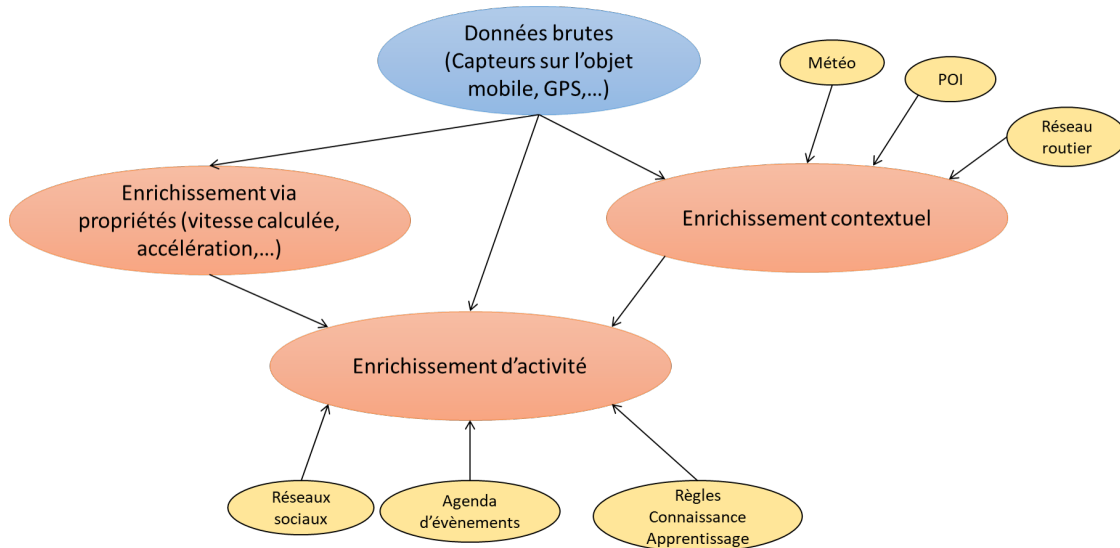 Données brutes
(Capteurs sur l'objet
mobile, GPS,...)
Météo
POI
Réseau
routier
Enrichissement via
propriétés (vitesse calculée,
accélération,...)
Enrichissement contextuel
Enrichissement d'activité
Réseaux
sociaux
Agenda
d'évènements
Règles
Connaissance
Apprentissage